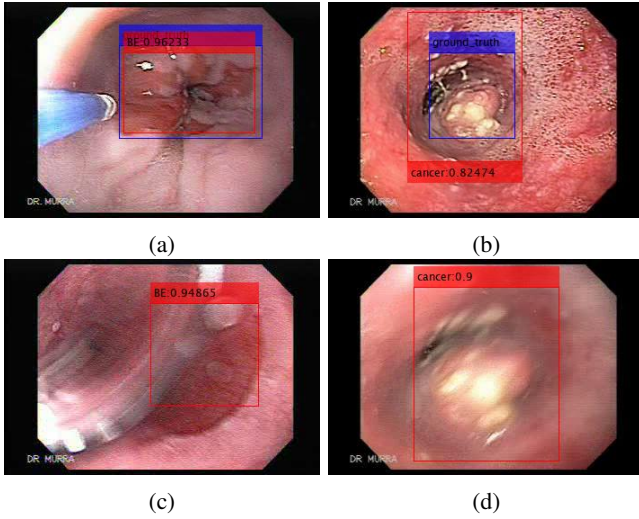 ground_truth
BE:0.96233
DR. MURRA
(a)
ground_truth
cancer:0.82474
DR MURRA
(b)
BE:0.94865
DR MURRA
(c)
cancer:0.9
DR MURRA
(d)